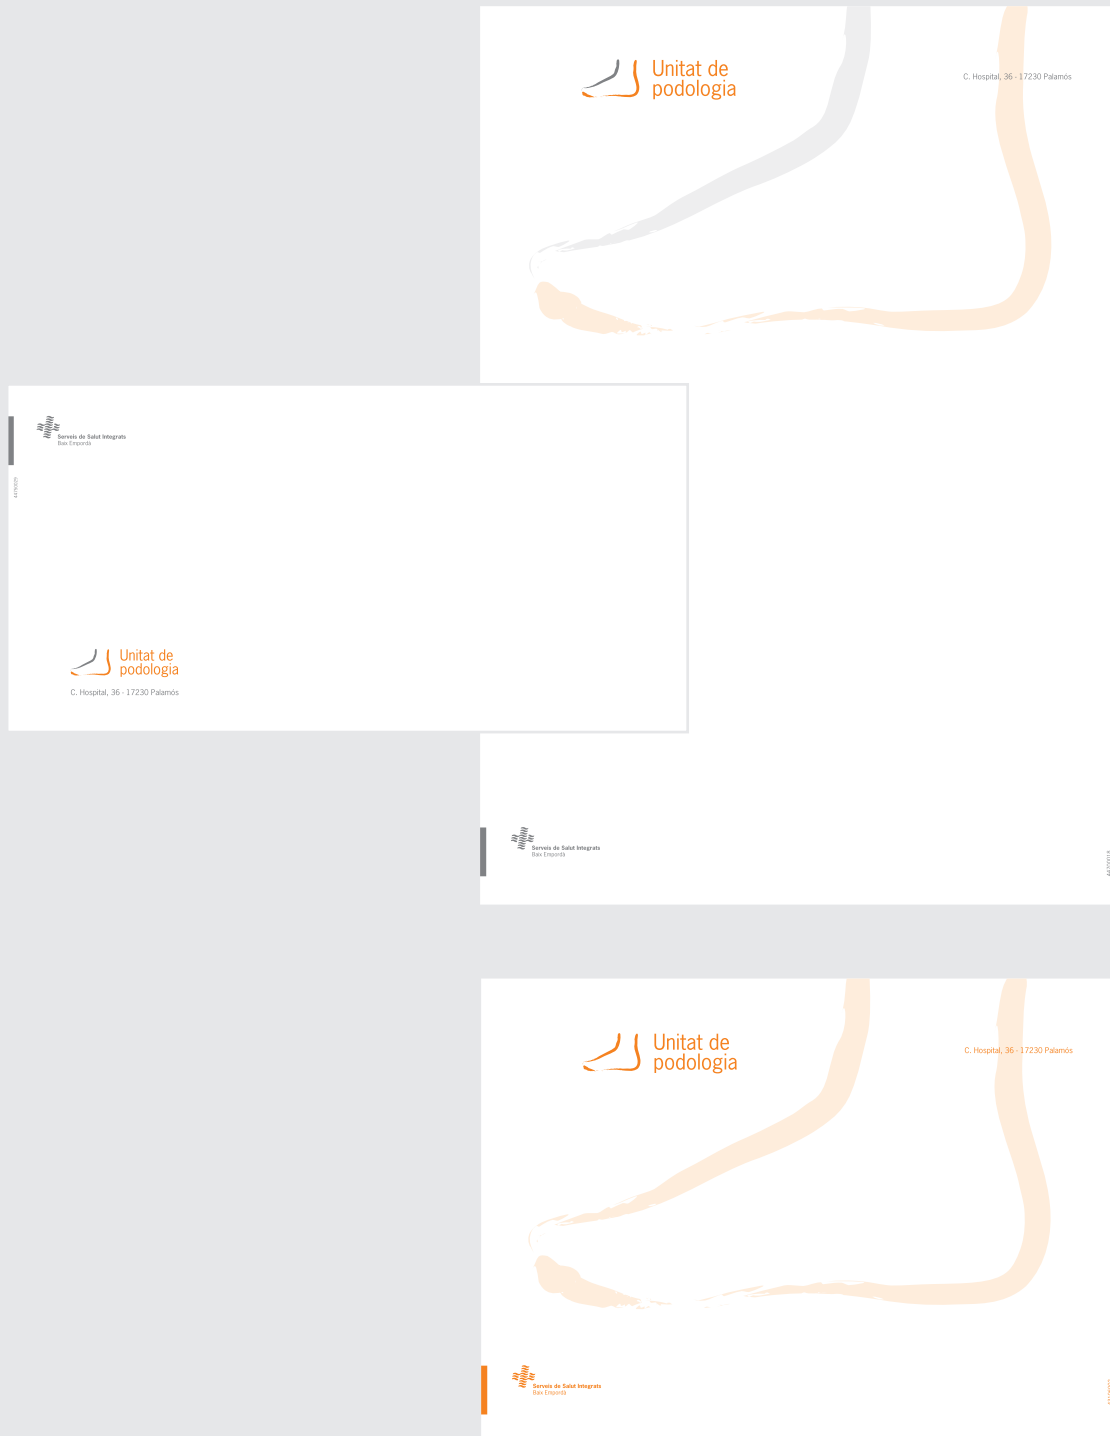 Unitat de
podologia
C. Hospital, 36 - 17230 Palamós
Serveis de Salut Integrats
Baix Empordà
Unitat de
podologia
C. Hospital, 36 - 17230 Palamós
Serveis de Salut Integrats
Baix Empordà
Unitat de
podologia
C. Hospital, 36 - 17230 Palamós
Serveis de Salut Integrats
Baix Empordà